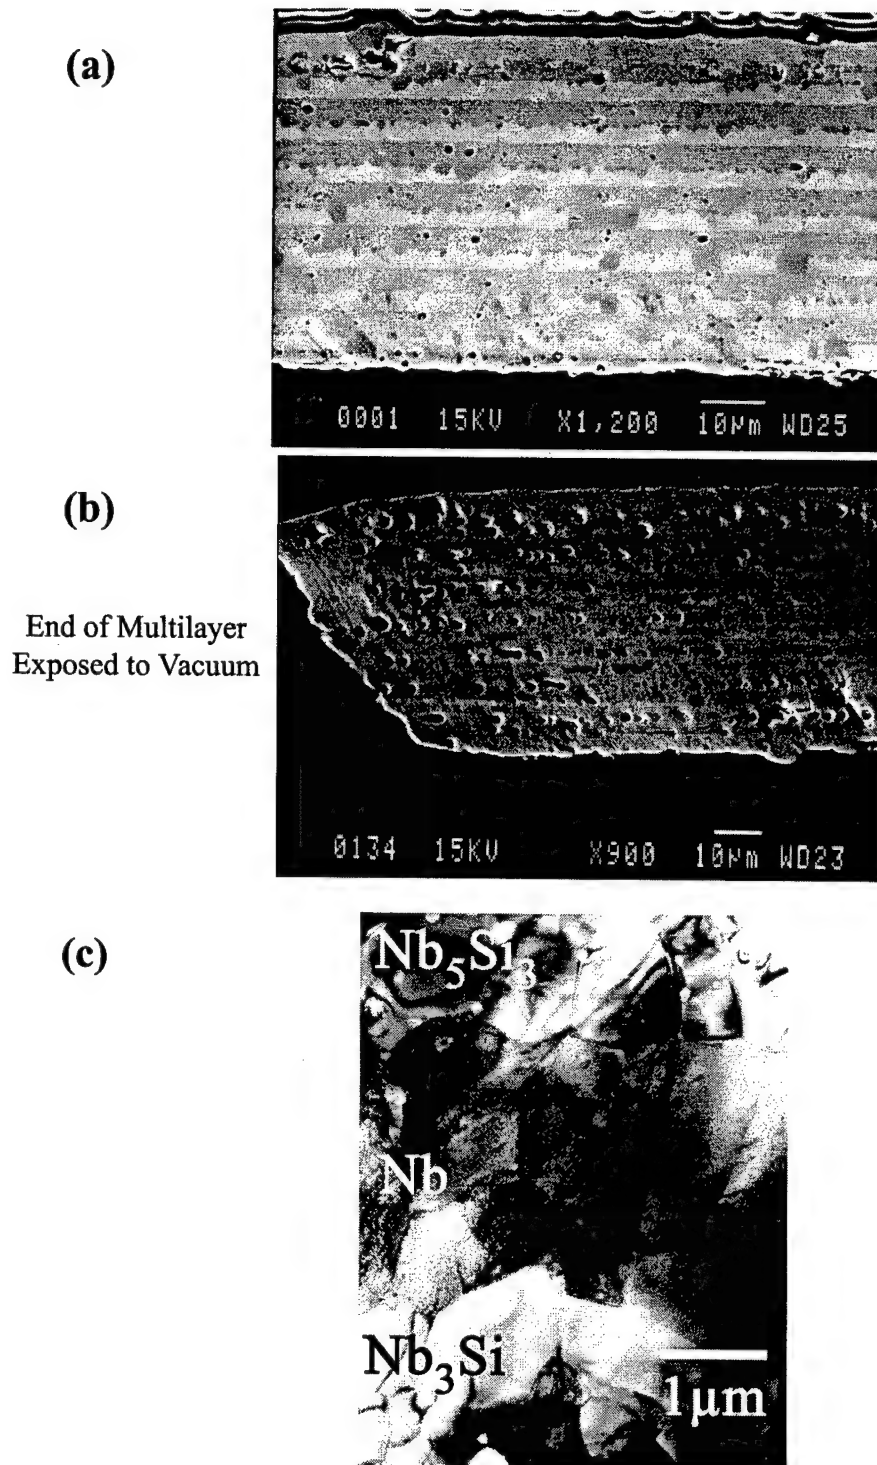 (a)
0001 15KV X1,200 10μm WD25
(b)
End of Multilayer
Exposed to Vacuum
0134 15KV X900 10μm WD23
(c)
Nb₅Si₃
Nb
Nb₃Si
1μm